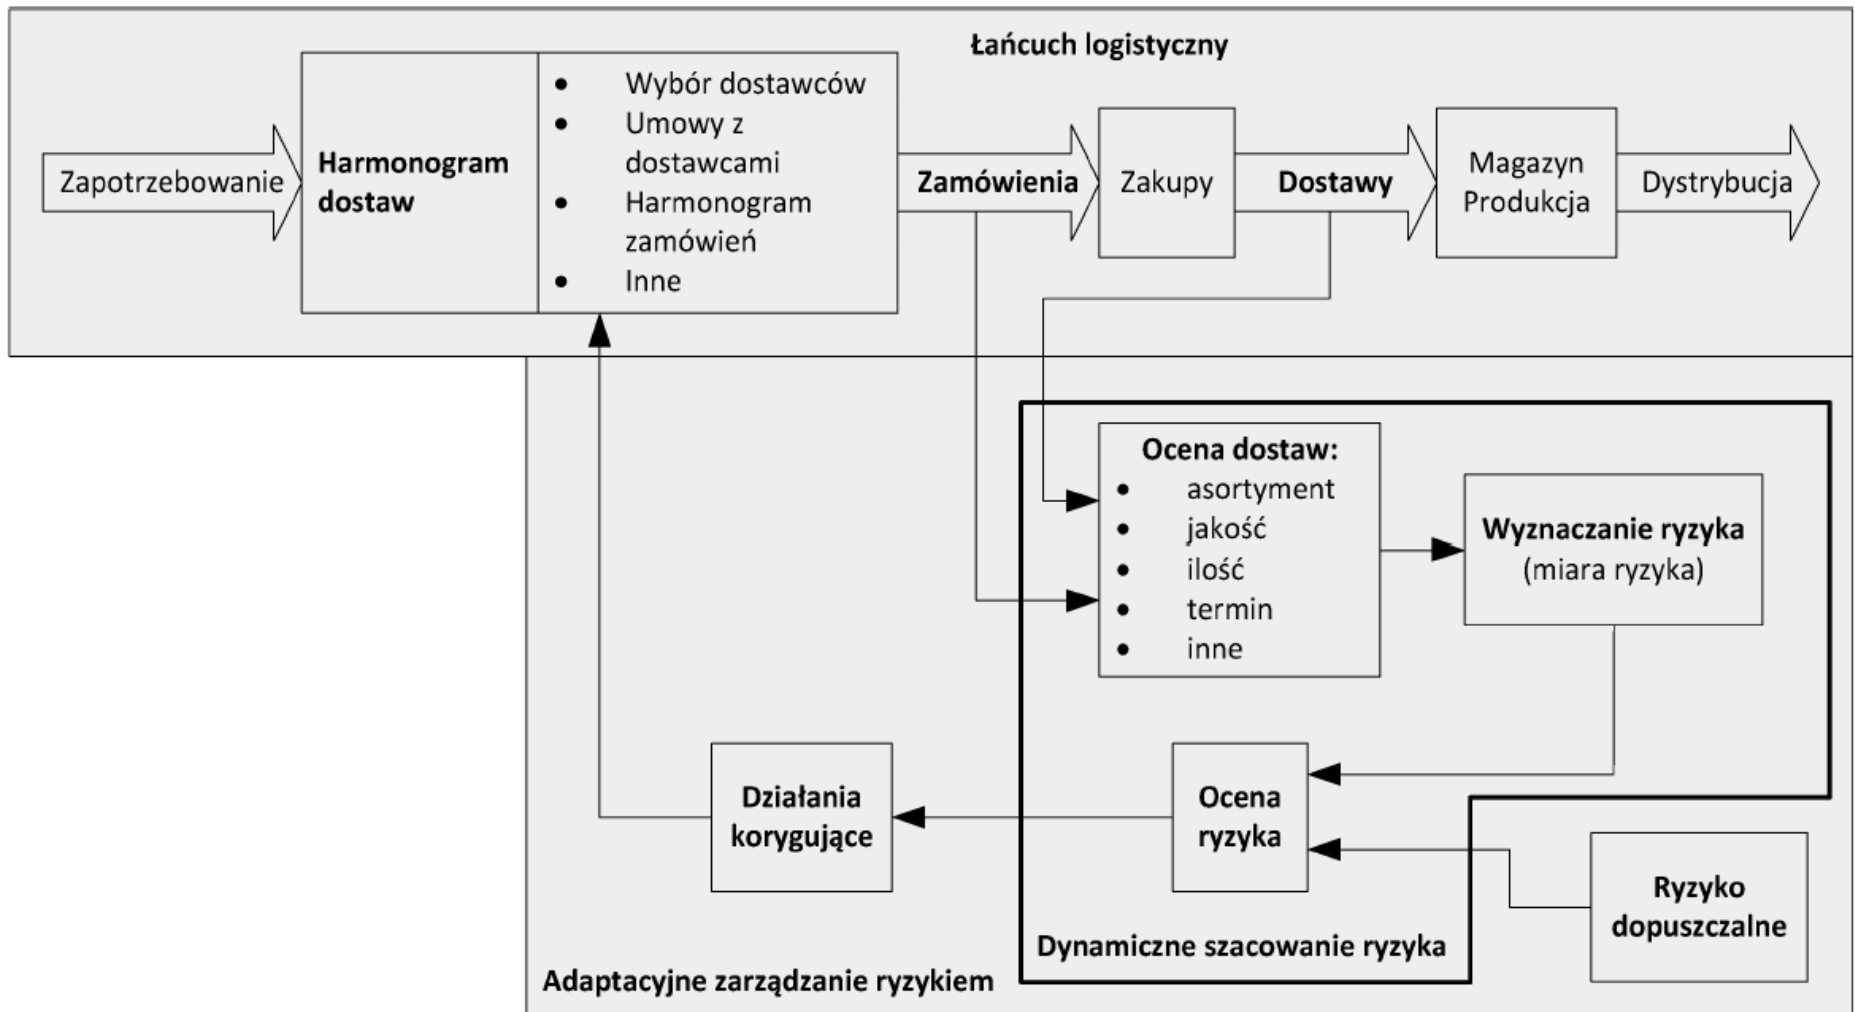 Łańcuch logistyczny
Zapotrzebowanie
Harmonogram
dostaw
• Wybór dostawców
• Umowy z
dostawcami
• Harmonogram
zamówień
• Inne
Zamówienia
Zakupy
Dostawy
Magazyn
Produkcja
Dystrybucja
Ocena dostaw:
• asortyment
• jakość
• ilość
• termin
• inne
Wyznaczanie ryzyka
(miara ryzyka)
Działania
korygujące
Ocena
ryzyka
Ryzyko
dopuszczalne
Dynamiczne szacowanie ryzyka
Adaptacyjne zarządzanie ryzykiem